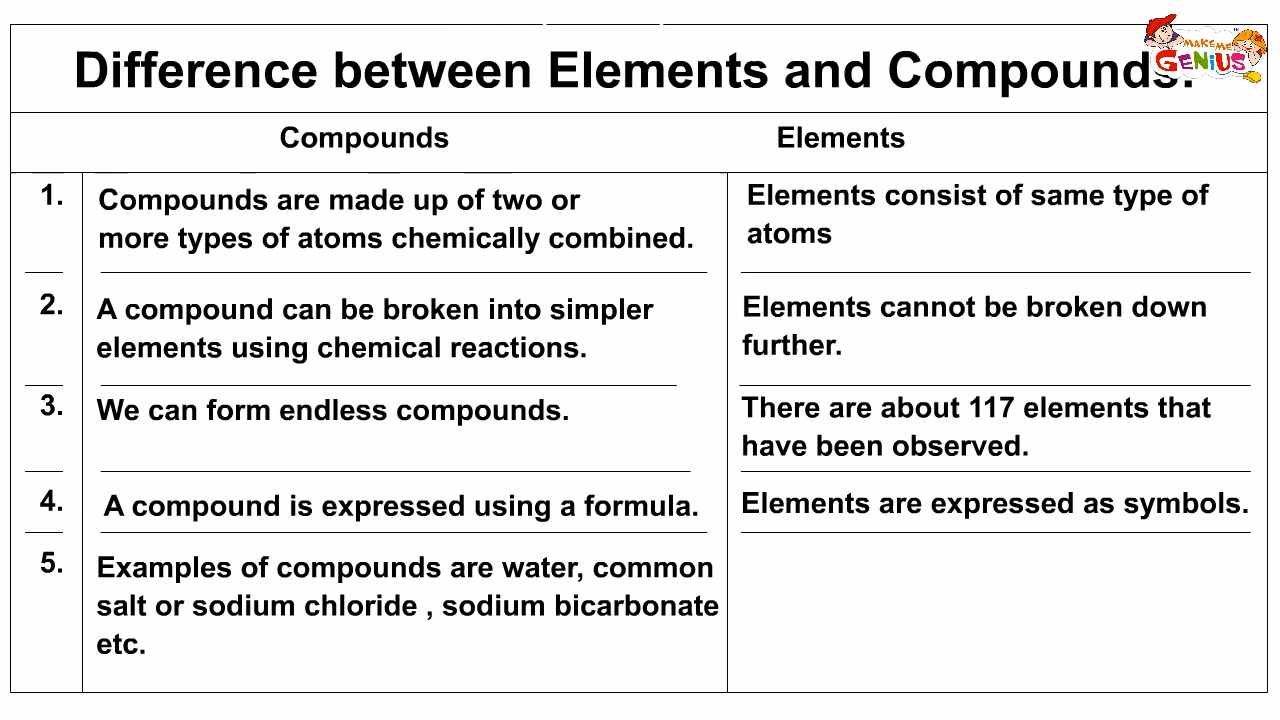 Difference between Elements and Compounds.
MAKE ME
GENiUS
Compounds Elements
1. Compounds are made up of two or
more types of atoms chemically combined.
Elements consist of same type of
atoms
2. A compound can be broken into simpler
elements using chemical reactions.
Elements cannot be broken down
further.
3. We can form endless compounds.
There are about 117 elements that
have been observed.
4. A compound is expressed using a formula.
Elements are expressed as symbols.
5. Examples of compounds are water, common
salt or sodium chloride , sodium bicarbonate
etc.